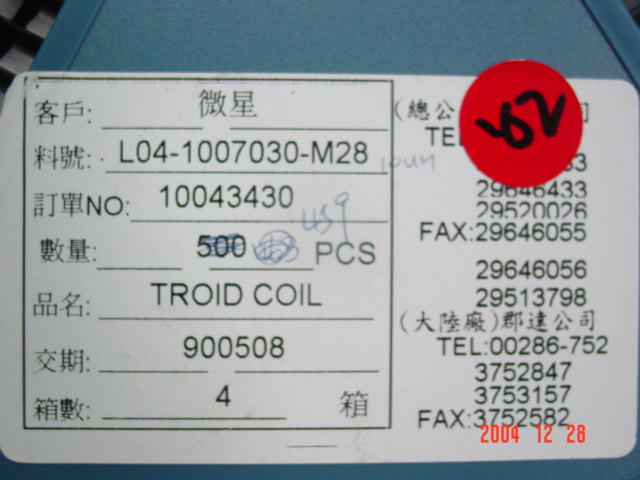 客戶: 微星
料號: L04-1007030-M28
10UH
訂單NO: 10043430
數量: 500 459 PCS
品名: TROID COIL
交期: 900508
箱數: 4 箱
(總公 司
TE
29646433
29520026
FAX:29646055
29646056
29513798
(大陸廠)郡達公司
TEL:00286-752
3752847
3753157
FAX:3752582
2004 12 28